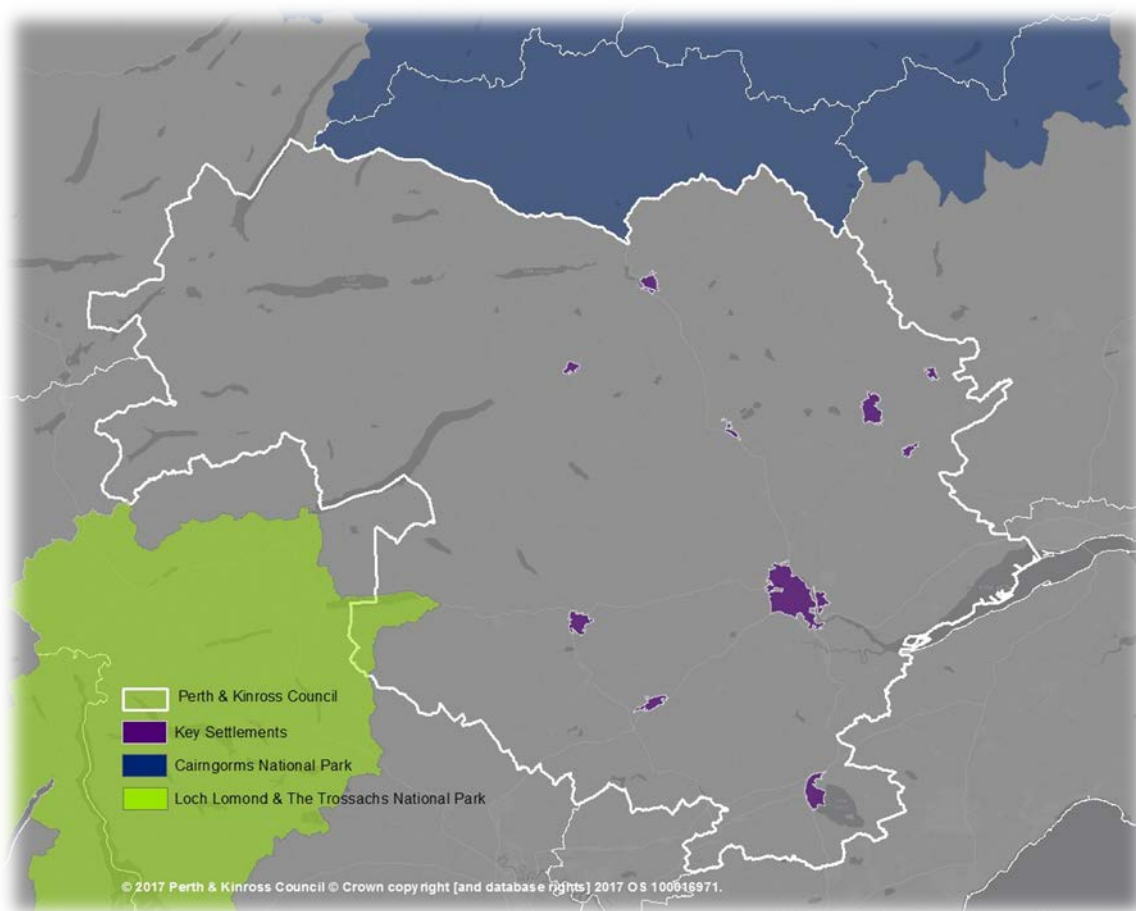 Perth & Kinross Council
Key Settlements
Cairngorms National Park
Loch Lomond & The Trossachs National Park
© 2017 Perth & Kinross Council © Crown copyright [and database rights] 2017 OS 100016971.